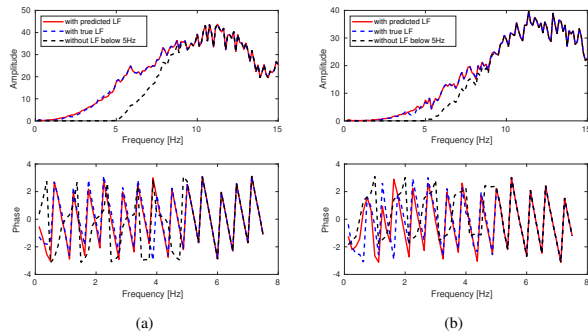 50
40
30
20
10
0
Amplitude
with predicted LF
with true LF
without LF below 5Hz
0 5 10 15
Frequency [Hz]
40
30
20
10
0
Amplitude
with predicted LF
with true LF
without LF below 5Hz
0 5 10 15
Frequency [Hz]
4
2
0
-2
-4
Phase
0 2 4 6 8
Frequency [Hz]
4
2
0
-2
-4
Phase
0 2 4 6 8
Frequency [Hz]
(a)
(b)